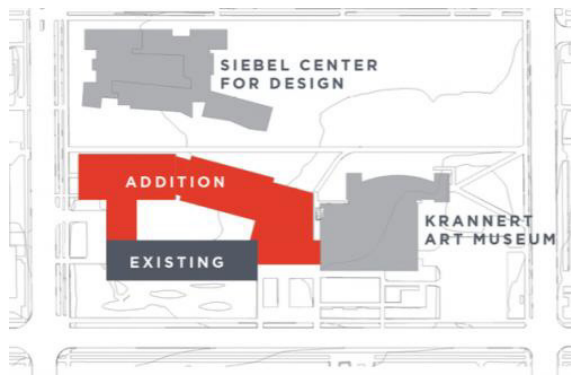 SIEBEL CENTER
FOR DESIGN
ADDITION
KRANNERT
ART MUSEUM
EXISTING